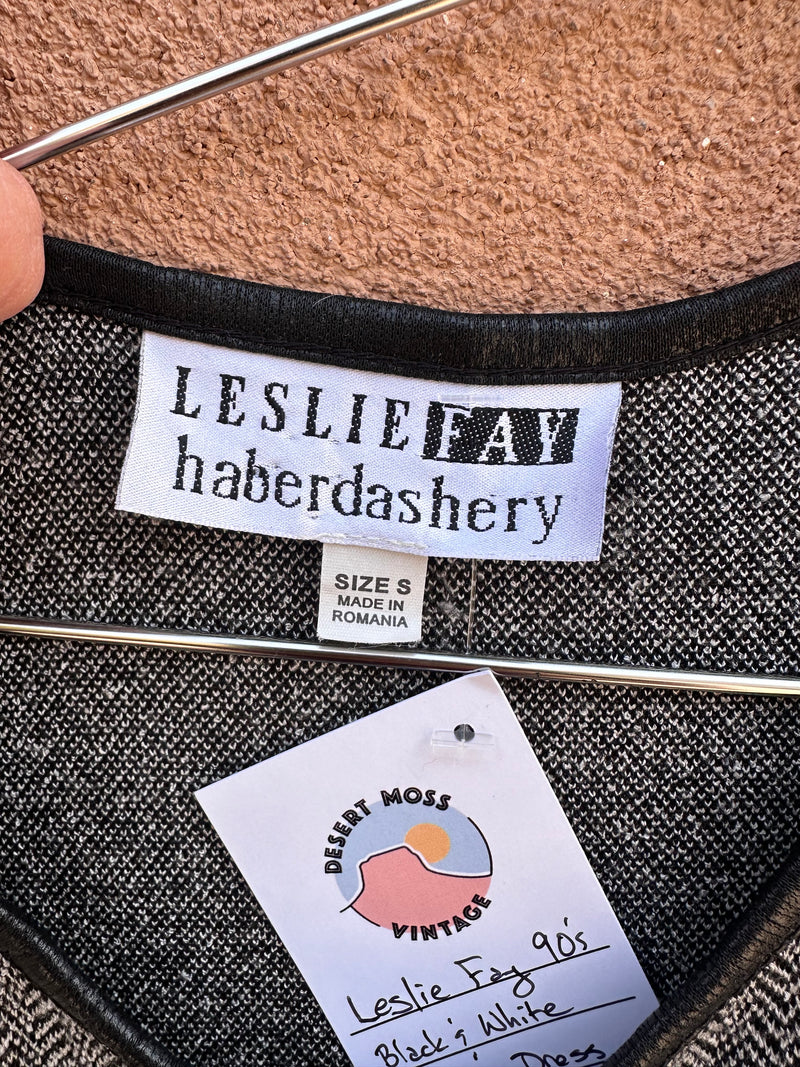 LESLIE FAY
haberdashery
SIZE S
MADE IN
ROMANIA
DESERT MOSS
VINTAGE
Leslie Fay 90's
Black & White
Dress